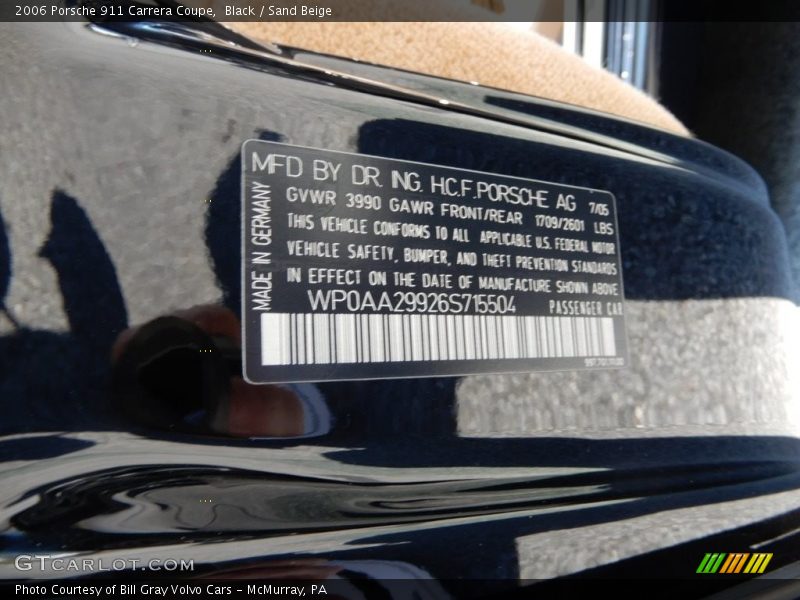 2006 Porsche 911 Carrera Coupe, Black / Sand Beige
MFD BY DR. ING. H.C.F.PORSCHE AG 7/05
GVWR 3990 GAWR FRONT/REAR 1709/2601 LBS
THIS VEHICLE CONFORMS TO ALL APPLICABLE U.S. FEDERAL MOTOR
VEHICLE SAFETY, BUMPER, AND THEFT PREVENTION STANDARDS
IN EFFECT ON THE DATE OF MANUFACTURE SHOWN ABOVE
WP0AA29926S715504 PASSENGER CAR
MADE IN GERMANY
GTCARLOT.COM
Photo Courtesy of Bill Gray Volvo Cars - McMurray, PA